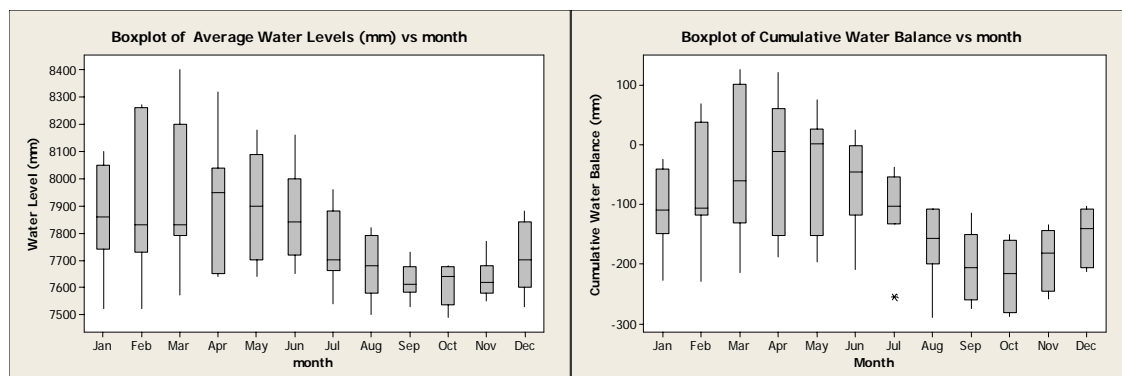 Boxplot of Average Water Levels (mm) vs month
Water Level (mm)
8400
8300
8200
8100
8000
7900
7800
7700
7600
7500
Jan Feb Mar Apr May Jun Jul Aug Sep Oct Nov Dec
month
Boxplot of Cumulative Water Balance vs month
Cumulative Water Balance (mm)
100
0
-100
-200
-300
Jan Feb Mar Apr May Jun Jul Aug Sep Oct Nov Dec
Month